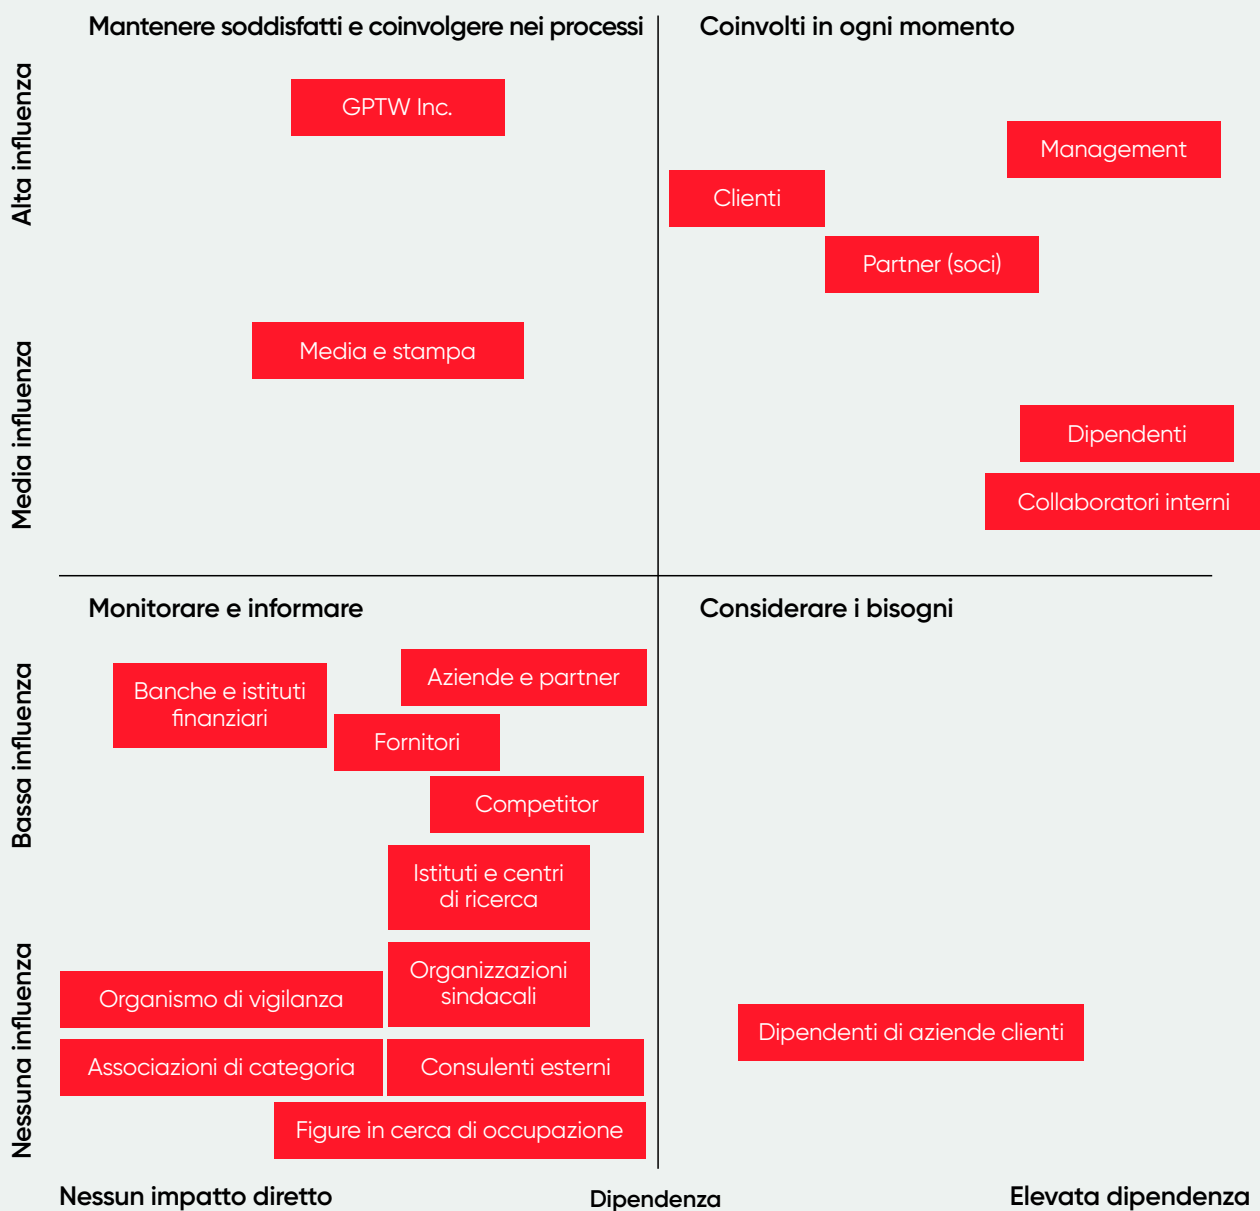 Mantenere soddisfatti e coinvolgere nei processi
Coinvolti in ogni momento
Alta influenza
GPTW Inc.
Management
Clienti
Partner (soci)
Media influenza
Media e stampa
Dipendenti
Collaboratori interni
Monitorare e informare
Considerare i bisogni
Bassa influenza
Aziende e partner
Banche e istituti
finanziari
Fornitori
Competitor
Istituti e centri
di ricerca
Nessuna influenza
Organizzazioni
sindacali
Organismo di vigilanza
Dipendenti di aziende clienti
Associazioni di categoria
Consulenti esterni
Figure in cerca di occupazione
Nessun impatto diretto
Dipendenza
Elevata dipendenza